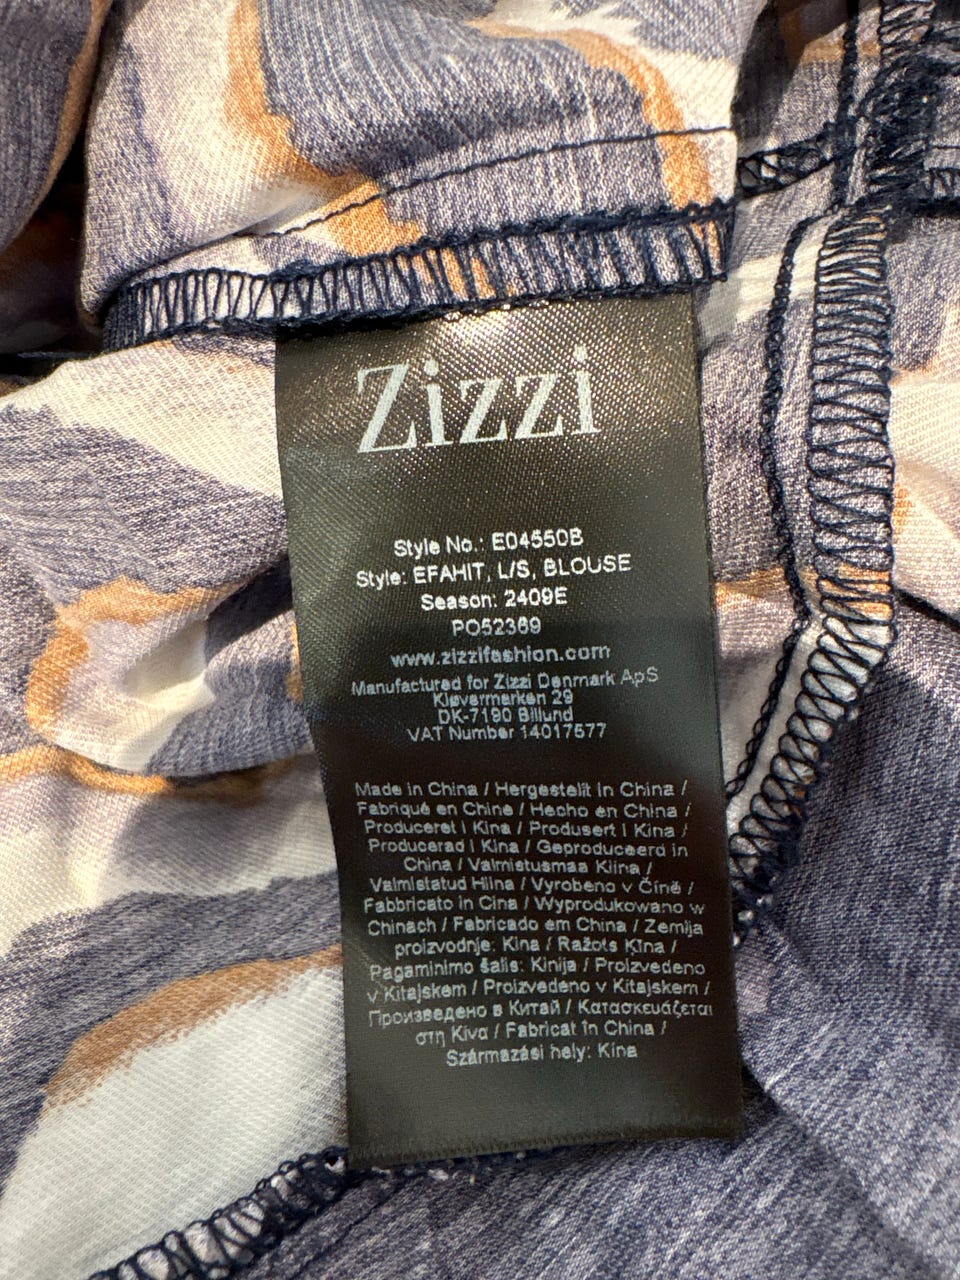 Zizzi
Style No.: E04550B
Style: EFAHIT, L/S, BLOUSE
Season: 2409E
PO52369
www.zizzifashion.com
Manufactured for Zizzi Denmark ApS
Kløvermarken 29
DK-7190 Billund
VAT Number 14017577
Made in China / Hergestellt in China /
Fabriqué en Chine / Hecho en China /
Produceret i Kina / Produsert i Kina /
Producerad i Kina / Geproduceerd in
China / Valmistusmaa Kiina /
Valmistatud Hiina / Vyrobeno v Číně /
Fabbricato in Cina / Wyprodukowano w
Chinach / Fabricado em China / Zemlja
proizvodnje: Kina / Ražots Ķīna /
Pagaminimo šalis: Kinija / Proizvedeno
v Kitajskem / Proizvedeno v Kitajskem /
Произведено в Китай / Κατασκευάζεται
στη Κίνα / Fabricat în China /
Származási hely: Kína